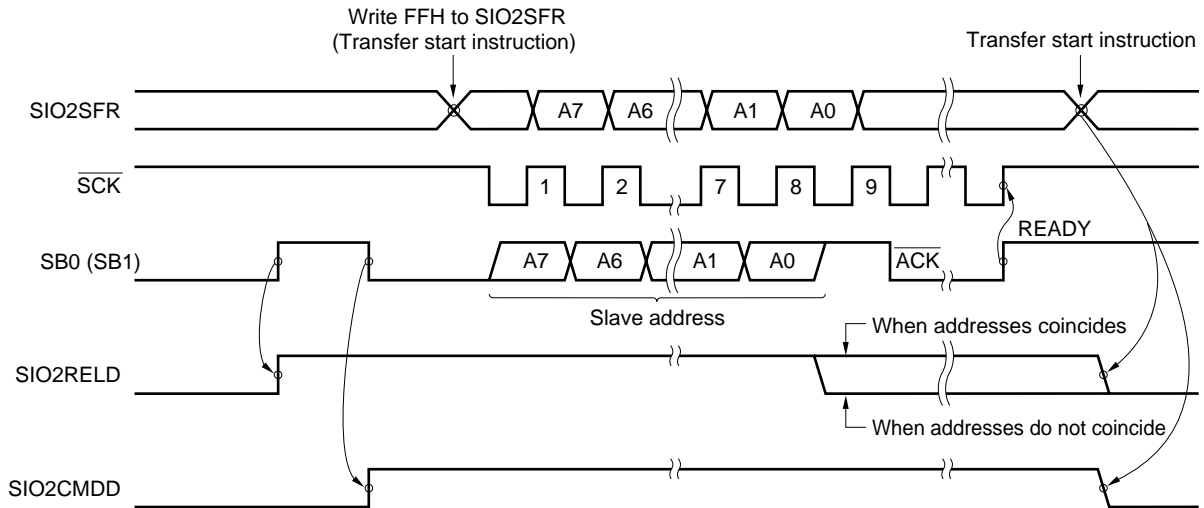 Write FFH to SIO2SFR
(Transfer start instruction)
Transfer start instruction
SIO2SFR
A7 A6 A1 A0
SCK
1 2 7 8 9
READY
SB0 (SB1)
A7 A6 A1 A0 ACK
Slave address
When addresses coincides
SIO2RELD
When addresses do not coincide
SIO2CMDD